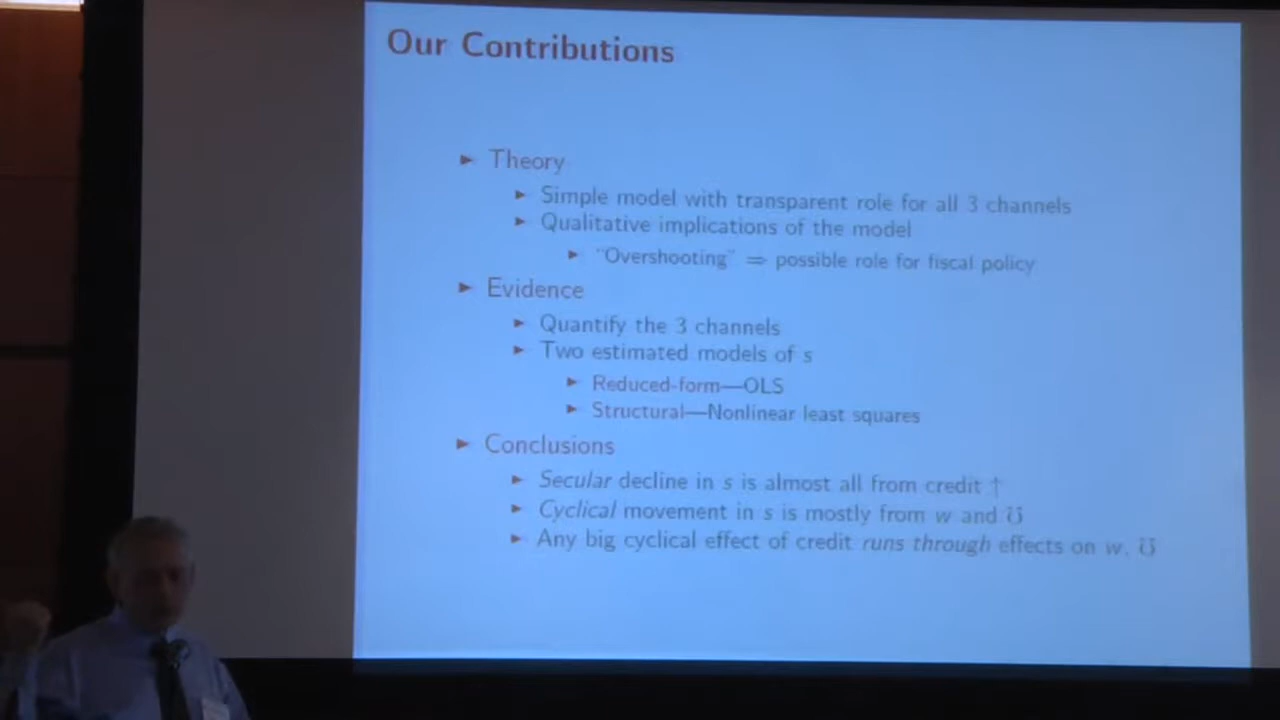 Our Contributions
► Theory
► Simple model with transparent role for all 3 channels
► Qualitative implications of the model
► "Overshooting" ⇒ possible role for fiscal policy
► Evidence
► Quantify the 3 channels
► Two estimated models of s
► Reduced-form—OLS
► Structural—Nonlinear least squares
► Conclusions
► Secular decline in s is almost all from credit ↑
► Cyclical movement in s is mostly from w and ℧
► Any big cyclical effect of credit runs through effects on w, ℧